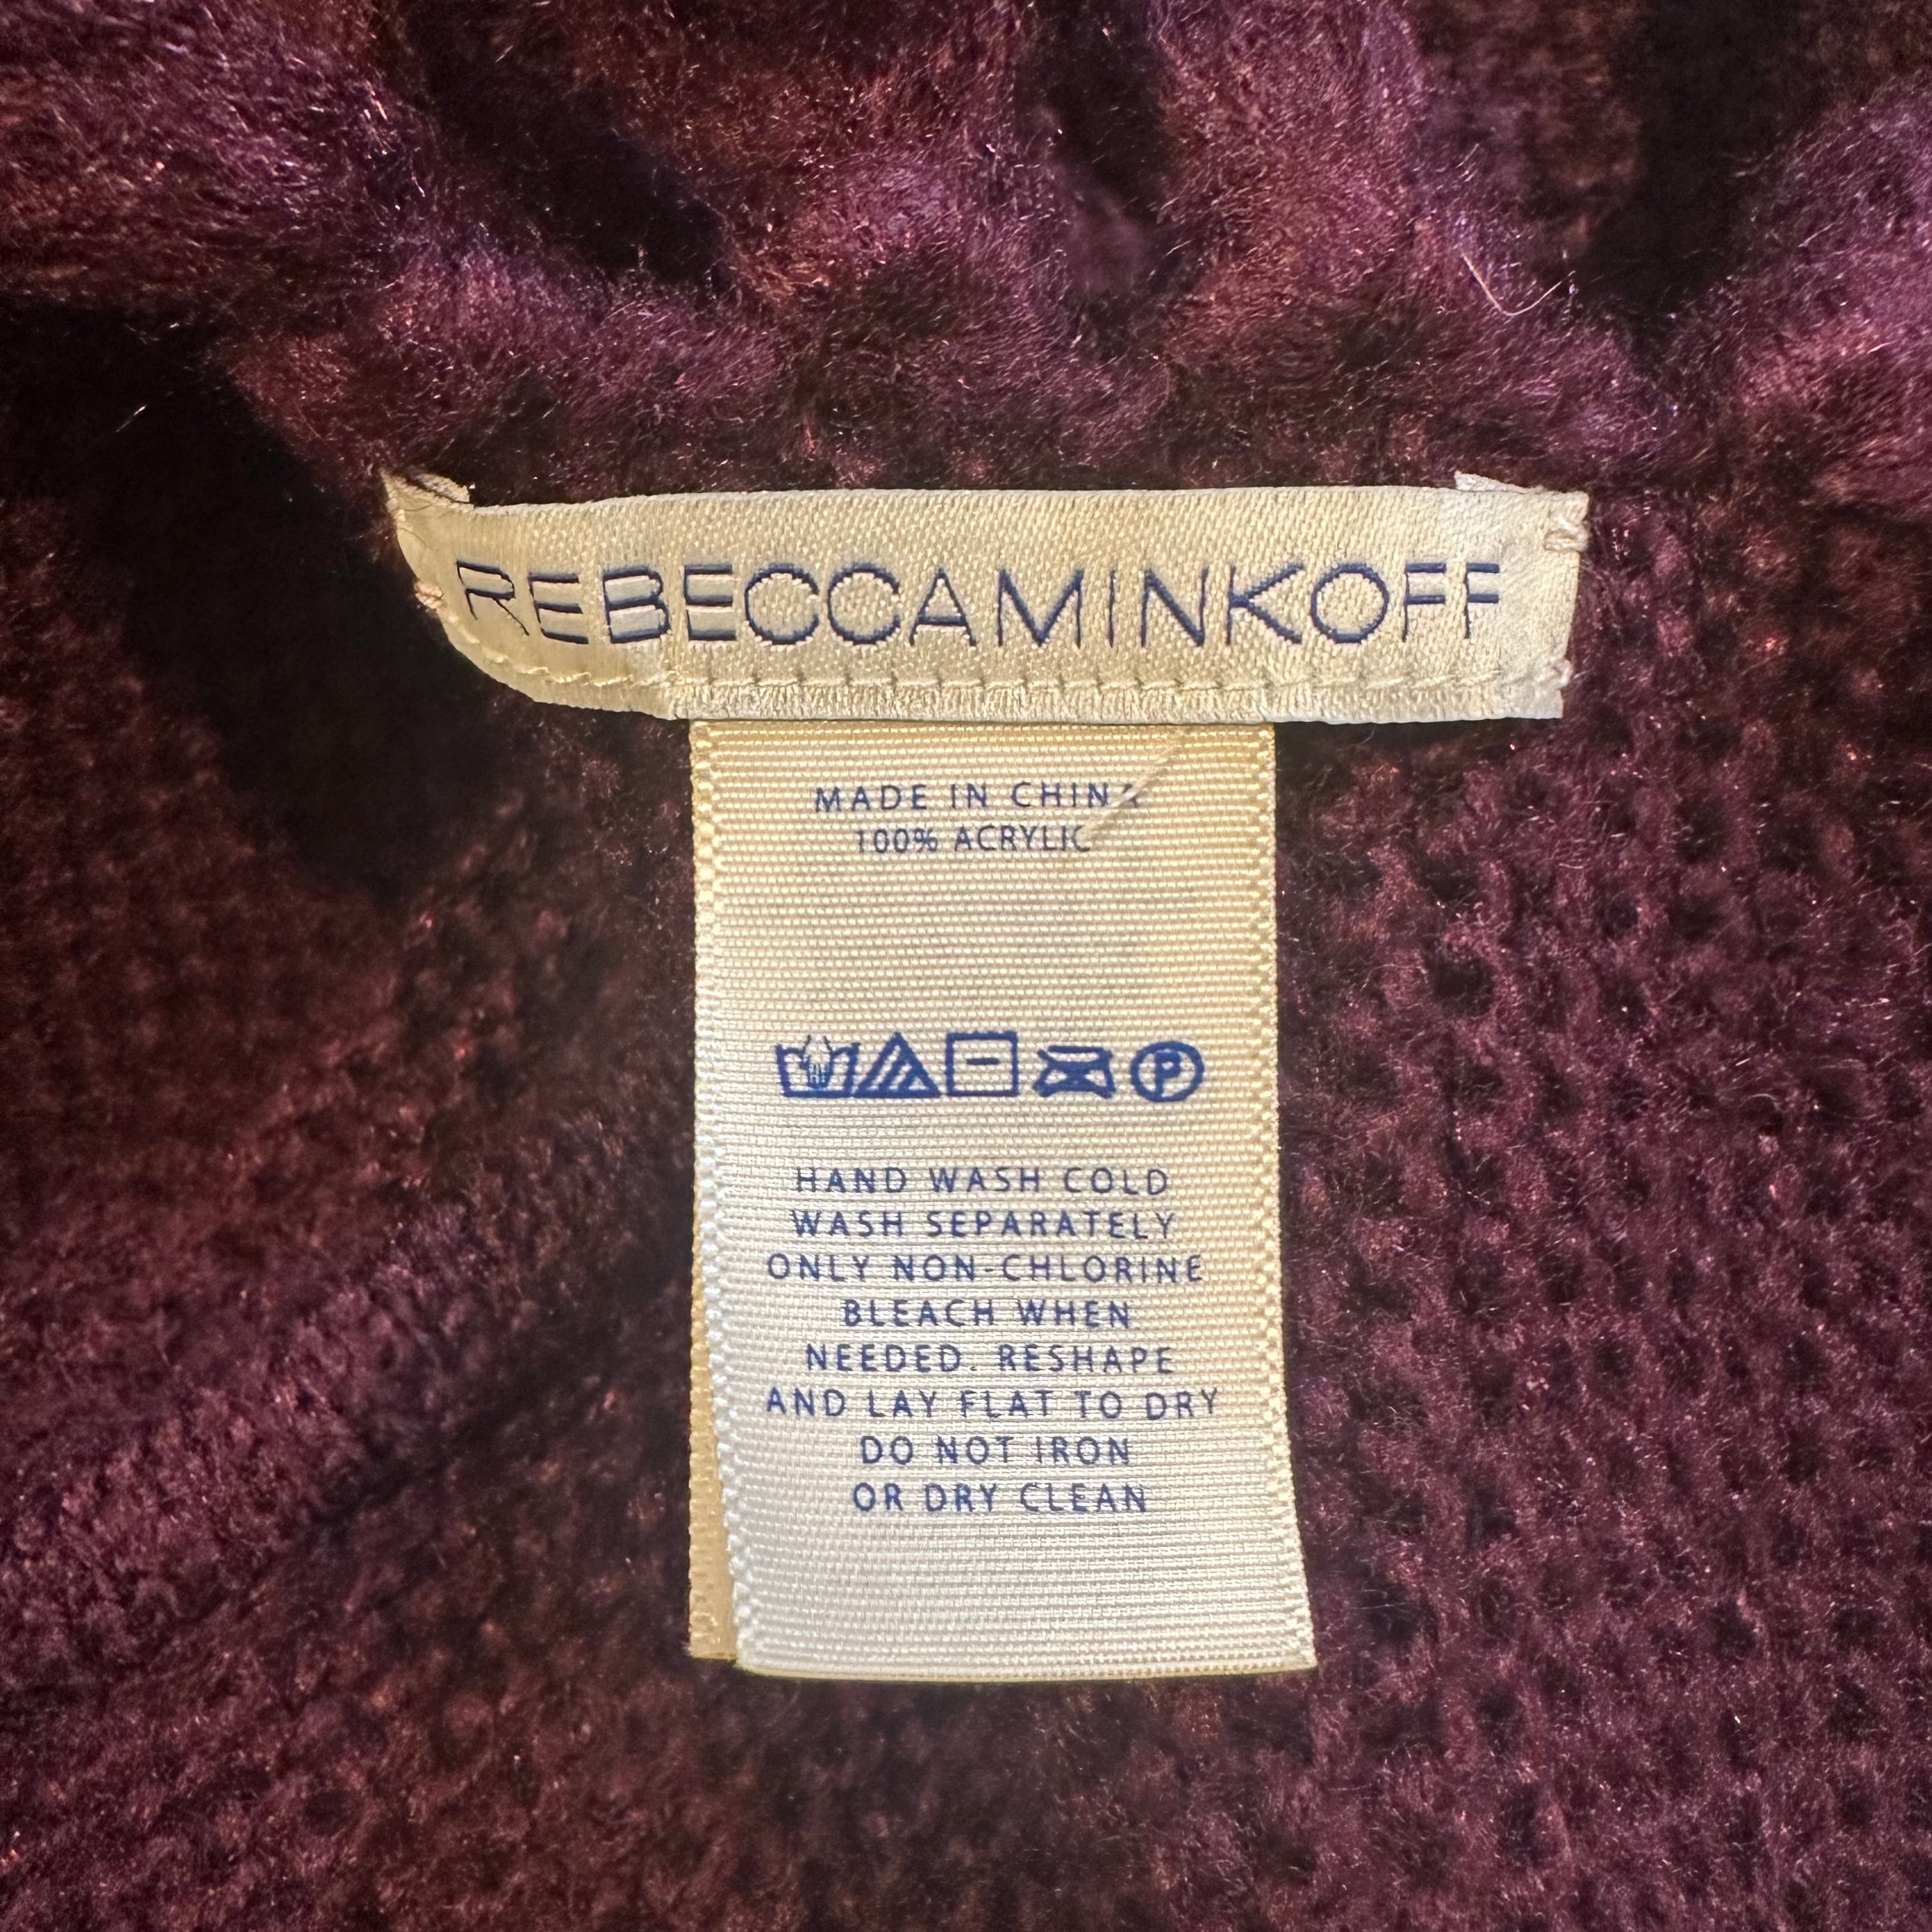 REBECCAMINKOFF
MADE IN CHINA
100% ACRYLIC
P
HAND WASH COLD
WASH SEPARATELY
ONLY NON-CHLORINE
BLEACH WHEN
NEEDED. RESHAPE
AND LAY FLAT TO DRY
DO NOT IRON
OR DRY CLEAN